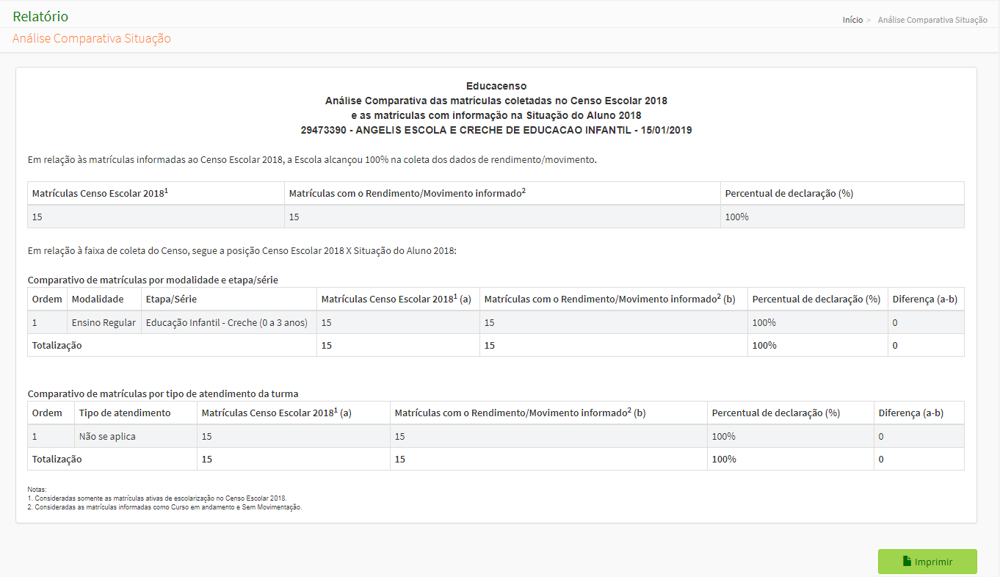 Relatório
Início > Análise Comparativa Situação
Análise Comparativa Situação
Educacenso
Análise Comparativa das matrículas coletadas no Censo Escolar 2018
e as matrículas com informação na Situação do Aluno 2018
29473390 - ANGELIS ESCOLA E CRECHE DE EDUCACAO INFANTIL - 15/01/2019
Em relação às matrículas informadas ao Censo Escolar 2018, a Escola alcançou 100% na coleta dos dados de rendimento/movimento.
Matrículas Censo Escolar 2018¹ Matrículas com o Rendimento/Movimento informado² Percentual de declaração (%)
15 15 100%
Em relação à faixa de coleta do Censo, segue a posição Censo Escolar 2018 X Situação do Aluno 2018:
Comparativo de matrículas por modalidade e etapa/série
Ordem Modalidade Etapa/Série Matrículas Censo Escolar 2018¹ (a) Matrículas com o Rendimento/Movimento informado² (b) Percentual de declaração (%) Diferença (a-b)
1 Ensino Regular Educação Infantil - Creche (0 a 3 anos) 15 15 100% 0
Totalização 15 15 100% 0
Comparativo de matrículas por tipo de atendimento da turma
Ordem Tipo de atendimento Matrículas Censo Escolar 2018¹ (a) Matrículas com o Rendimento/Movimento informado² (b) Percentual de declaração (%) Diferença (a-b)
1 Não se aplica 15 15 100% 0
Totalização 15 15 100% 0
Notas:
1. Consideradas somente as matrículas ativas de escolarização no Censo Escolar 2018.
2. Consideradas as matrículas informadas como Curso em andamento e Sem Movimentação.
Imprimir